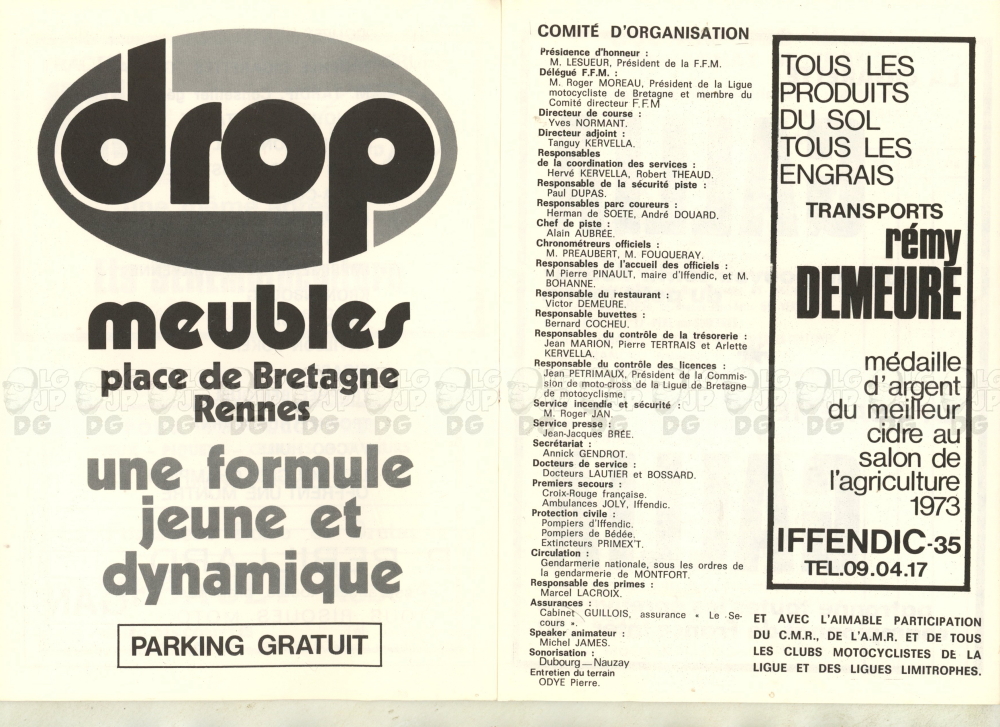 drop
meubles
place de Bretagne
Rennes
une formule
jeune et
dynamique
PARKING GRATUIT
COMITÉ D'ORGANISATION
Présidence d'honneur :
M. LESUEUR, Président de la F.F.M.
Délégué F.F.M. :
M. Roger MOREAU, Président de la Ligue
motocycliste de Bretagne et membre du
Comité directeur F.F.M
Directeur de course :
Yves NORMANT.
Directeur adjoint :
Tanguy KERVELLA.
Responsables
de la coordination des services :
Hervé KERVELLA, Robert THEAUD.
Responsable de la sécurité piste :
Paul DUPAS.
Responsables parc coureurs :
Herman de SOETE, André DOUARD.
Chef de piste :
Alain AUBRÉE.
Chronométreurs officiels :
M. PREAUBERT, M. FOUQUERAY.
Responsables de l'accueil des officiels :
M Pierre PINAULT, maire d'Iffendic, et M.
BOHANNE.
Responsable du restaurant :
Victor DEMEURE.
Responsable buvettes :
Bernard COCHEU.
Responsables du contrôle de la trésorerie :
Jean MARION, Pierre TERTRAIS et Arlette
KERVELLA.
Responsable du contrôle des licences :
Jean PETRIMAUX, Président de la Commis-
sion de moto-cross de la Ligue de Bretagne
de motocyclisme.
Service incendie et sécurité :
M. Roger JAN.
Service presse :
Jean-Jacques BRÉE.
Secrétariat :
Annick GENDROT.
Docteurs de service :
Docteurs LAUTIER et BOSSARD.
Premiers secours :
Croix-Rouge française.
Ambulances JOLY, Iffendic.
Protection civile :
Pompiers d'Iffendic.
Pompiers de Bédée.
Extincteurs PRIMEX'T.
Circulation :
Gendarmerie nationale, sous les ordres de
la gendarmerie de MONTFORT.
Responsable des primes :
Marcel LACROIX.
Assurances :
Cabinet GUILLOIS, assurance « Le Se-
cours ».
Speaker animateur :
Michel JAMES.
Sonorisation :
Dubourg — Nauzay
Entretien du terrain
ODYE Pierre.
TOUS LES
PRODUITS
DU SOL
TOUS LES
ENGRAIS
TRANSPORTS
rémy
DEMEURE
médaille
d'argent
du meilleur
cidre au
salon de
l'agriculture
1973
IFFENDIC-35
TEL.09.04.17
ET AVEC L'AIMABLE PARTICIPATION
DU C.M.R., DE L'A.M.R. ET DE TOUS
LES CLUBS MOTOCYCLISTES DE LA
LIGUE ET DES LIGUES LIMITROPHES.